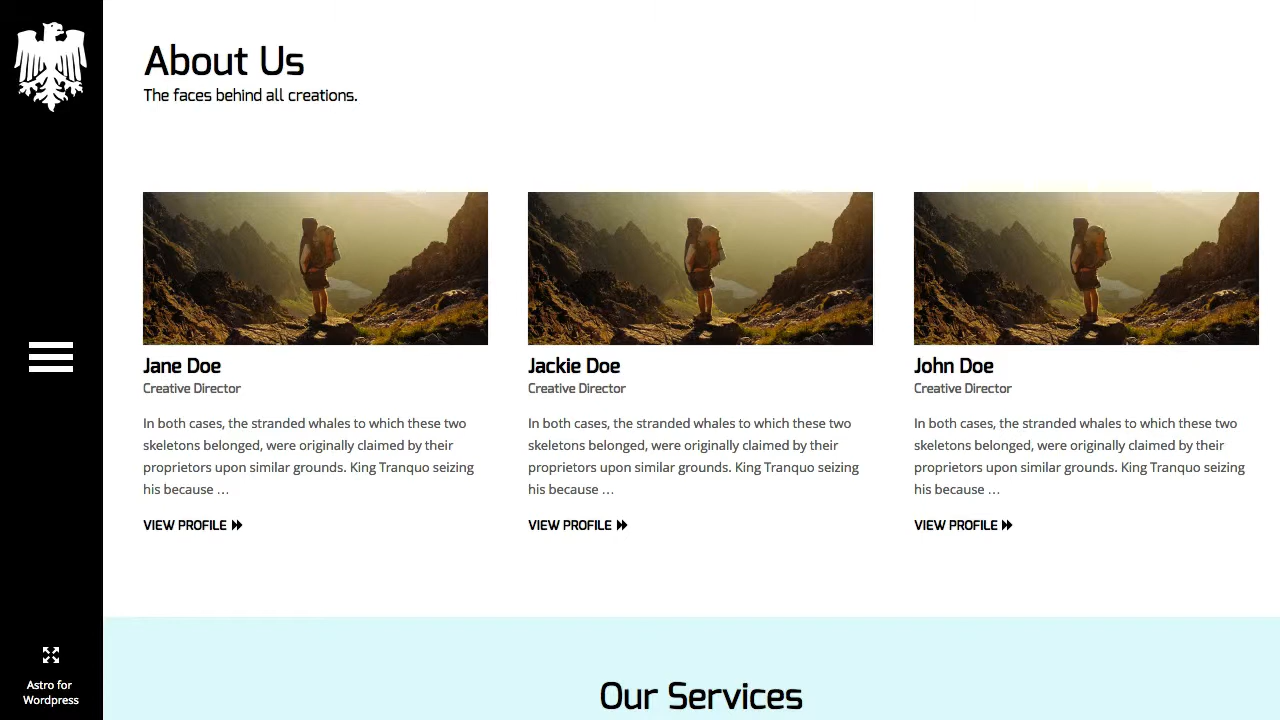 About Us
The faces behind all creations.
Jane Doe
Creative Director
In both cases, the stranded whales to which these two
skeletons belonged, were originally claimed by their
proprietors upon similar grounds. King Tranquo seizing
his because …
VIEW PROFILE
Jackie Doe
Creative Director
In both cases, the stranded whales to which these two
skeletons belonged, were originally claimed by their
proprietors upon similar grounds. King Tranquo seizing
his because …
VIEW PROFILE
John Doe
Creative Director
In both cases, the stranded whales to which these two
skeletons belonged, were originally claimed by their
proprietors upon similar grounds. King Tranquo seizing
his because …
VIEW PROFILE
Astro for
Wordpress
Our Services